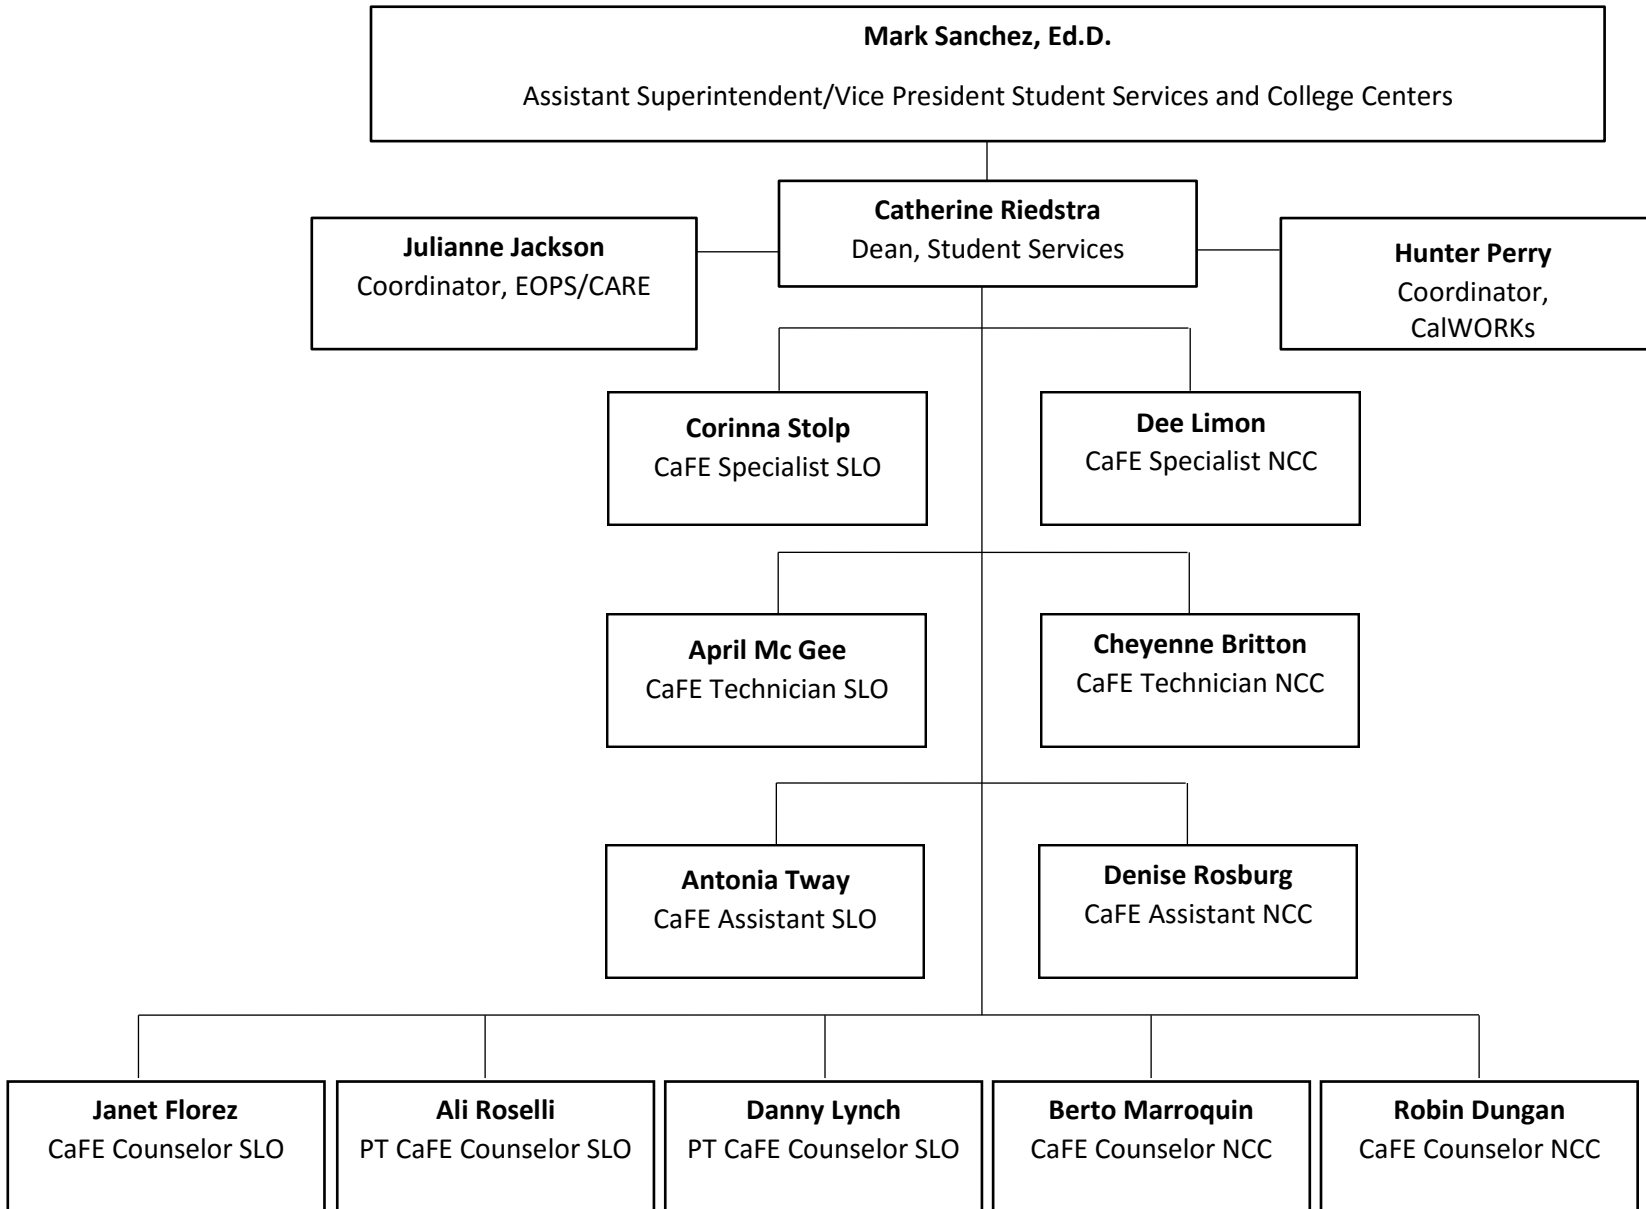 Mark Sanchez, Ed.D.
Assistant Superintendent/Vice President Student Services and College Centers
Catherine Riedstra
Dean, Student Services
Julianne Jackson
Coordinator, EOPS/CARE
Hunter Perry
Coordinator,
CalWORKs
Corinna Stolp
CaFE Specialist SLO
Dee Limon
CaFE Specialist NCC
April Mc Gee
CaFE Technician SLO
Cheyenne Britton
CaFE Technician NCC
Antonia Tway
CaFE Assistant SLO
Denise Rosburg
CaFE Assistant NCC
Janet Florez
CaFE Counselor SLO
Ali Roselli
PT CaFE Counselor SLO
Danny Lynch
PT CaFE Counselor SLO
Berto Marroquin
CaFE Counselor NCC
Robin Dungan
CaFE Counselor NCC